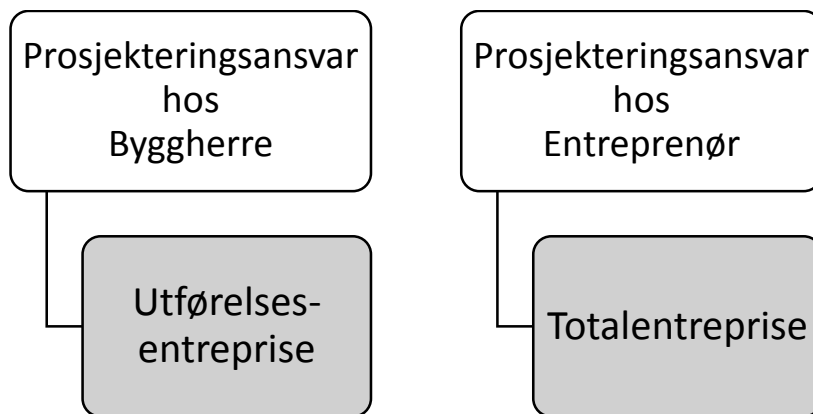 Prosjekteringsansvar
hos
Byggherre
Utførelses-
entreprise
Prosjekteringsansvar
hos
Entreprenør
Totalentreprise